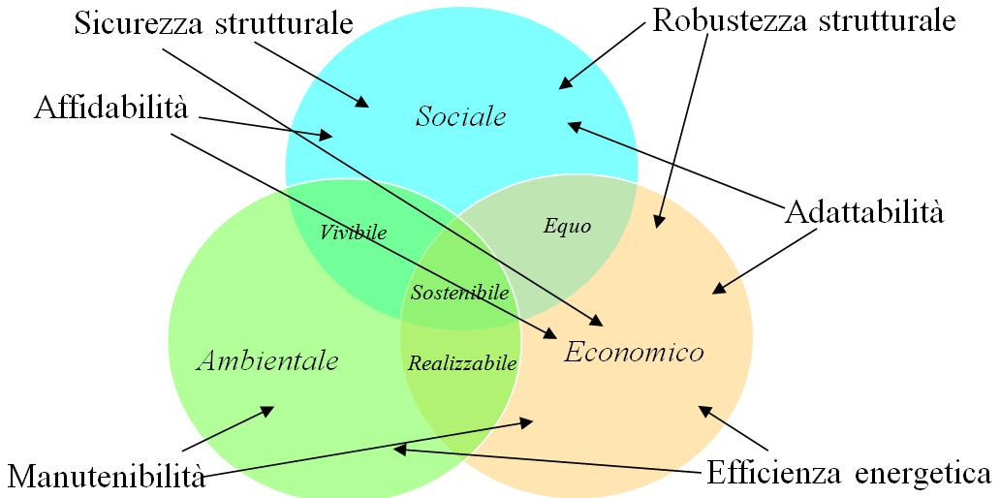 Sicurezza strutturale
Robustezza strutturale
Affidabilità
Sociale
Adattabilità
Vivibile
Equo
Sostenibile
Ambientale
Realizzabile
Economico
Manutenibilità
Efficienza energetica